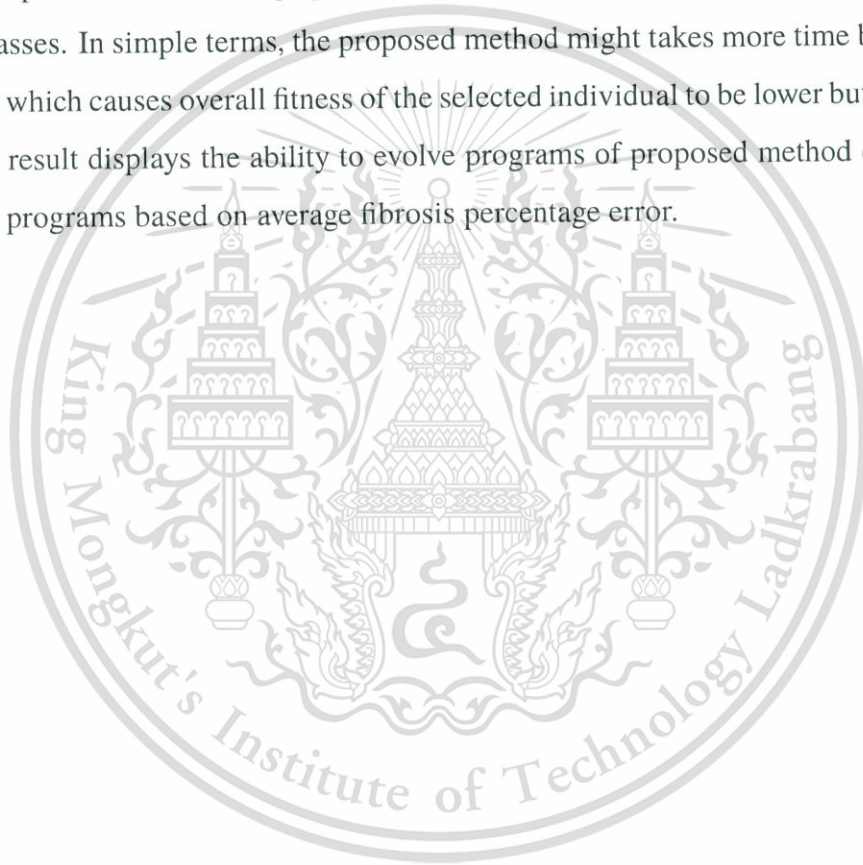 asses. In simple terms, the proposed method might takes more time b
which causes overall fitness of the selected individual to be lower bu
result displays the ability to evolve programs of proposed method
programs based on average fibrosis percentage error.
King Mongkut's Institute of Technology Ladkrabang